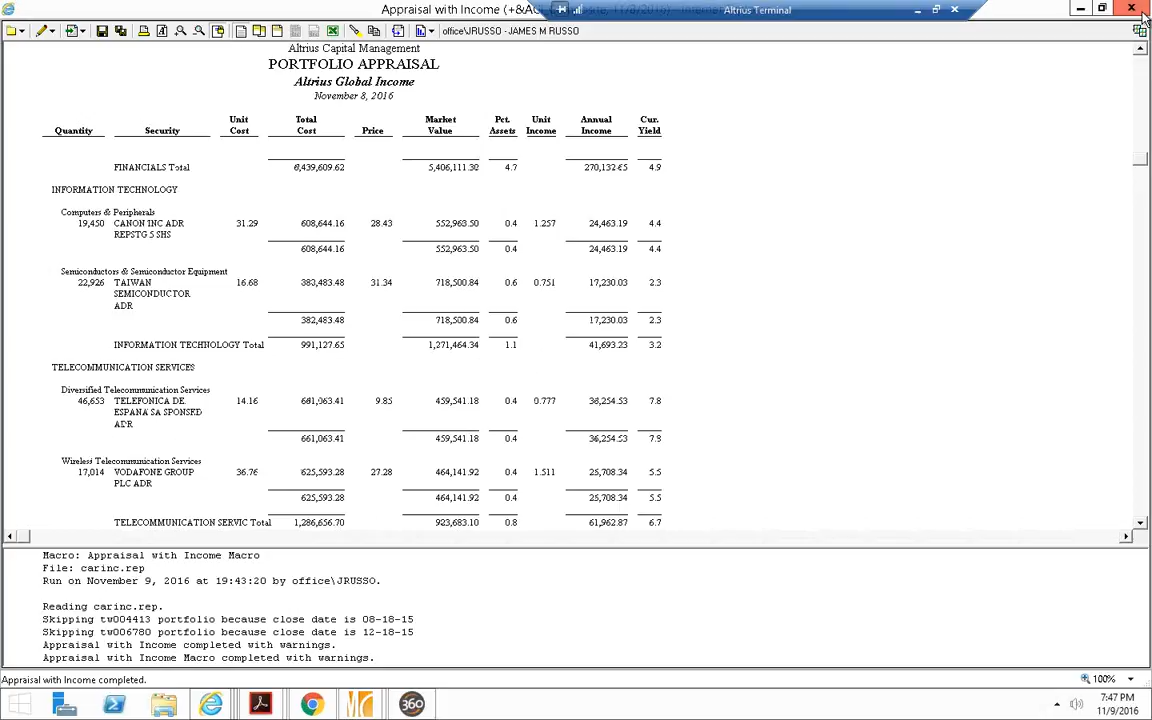 Appraisal with Income (+&
Altrius Terminal
office\JRUSSO - JAMES M RUSSO
Altrius Capital Management
PORTFOLIO APPRAISAL
Altrius Global Income
November 8, 2016
Quantity Security Unit Cost Total Cost Price Market Value Pct. Assets Unit Income Annual Income Cur. Yield
FINANCIALS Total 6,439,609.62 5,406,111.30 4.7 270,132.65 4.9
INFORMATION TECHNOLOGY
Computers & Peripherals
19,450 CANON INC ADR 31.29 608,644.16 28.43 552,963.50 0.4 1.257 24,463.19 4.4
REPSTG 5 SHS
608,644.16 552,963.50 0.4 24,463.19 4.4
Semiconductors & Semiconductor Equipment
22,926 TAIWAN 16.68 31.34 718,500.84 0.6 0.751 17,230.03 2.3
SEMICONDUCTOR
ADR
382,483.48 718,500.84 0.6 17,230.03 2.3
INFORMATION TECHNOLOGY Total 991,127.65 1,271,464.34 1.1 41,693.23 3.2
TELECOMMUNICATION SERVICES
Diversified Telecommunication Services
46,653 TELEFONICA DE 14.16 661,063.41 9.85 459,541.18 0.4 0.777 36,254.53 7.8
ESPANA SA SPONSED
ADR
661,063.41 459,541.18 0.4 36,254.53 7.8
Wireless Telecommunication Services
17,014 VODAFONE GROUP 36.76 625,593.28 27.28 464,141.92 0.4 1.511 25,708.34 5.5
PLC ADR
625,593.28 464,141.92 0.4 25,708.34 5.5
TELECOMMUNICATION SERVIC Total 1,286,656.70 923,683.10 0.8 61,962.87 6.7
Macro: Appraisal with Income Macro
File: carinc.rep
Run on November 9, 2016 at 19:43:20 by office\JRUSSO.
Reading carinc.rep.
Skipping tw004413 portfolio because close date is 08-18-15
Skipping tw006780 portfolio because close date is 12-18-15
Appraisal with Income completed with warnings.
Appraisal with Income Macro completed with warnings.
Appraisal with Income completed.
100%
360
7:47 PM
11/9/2016